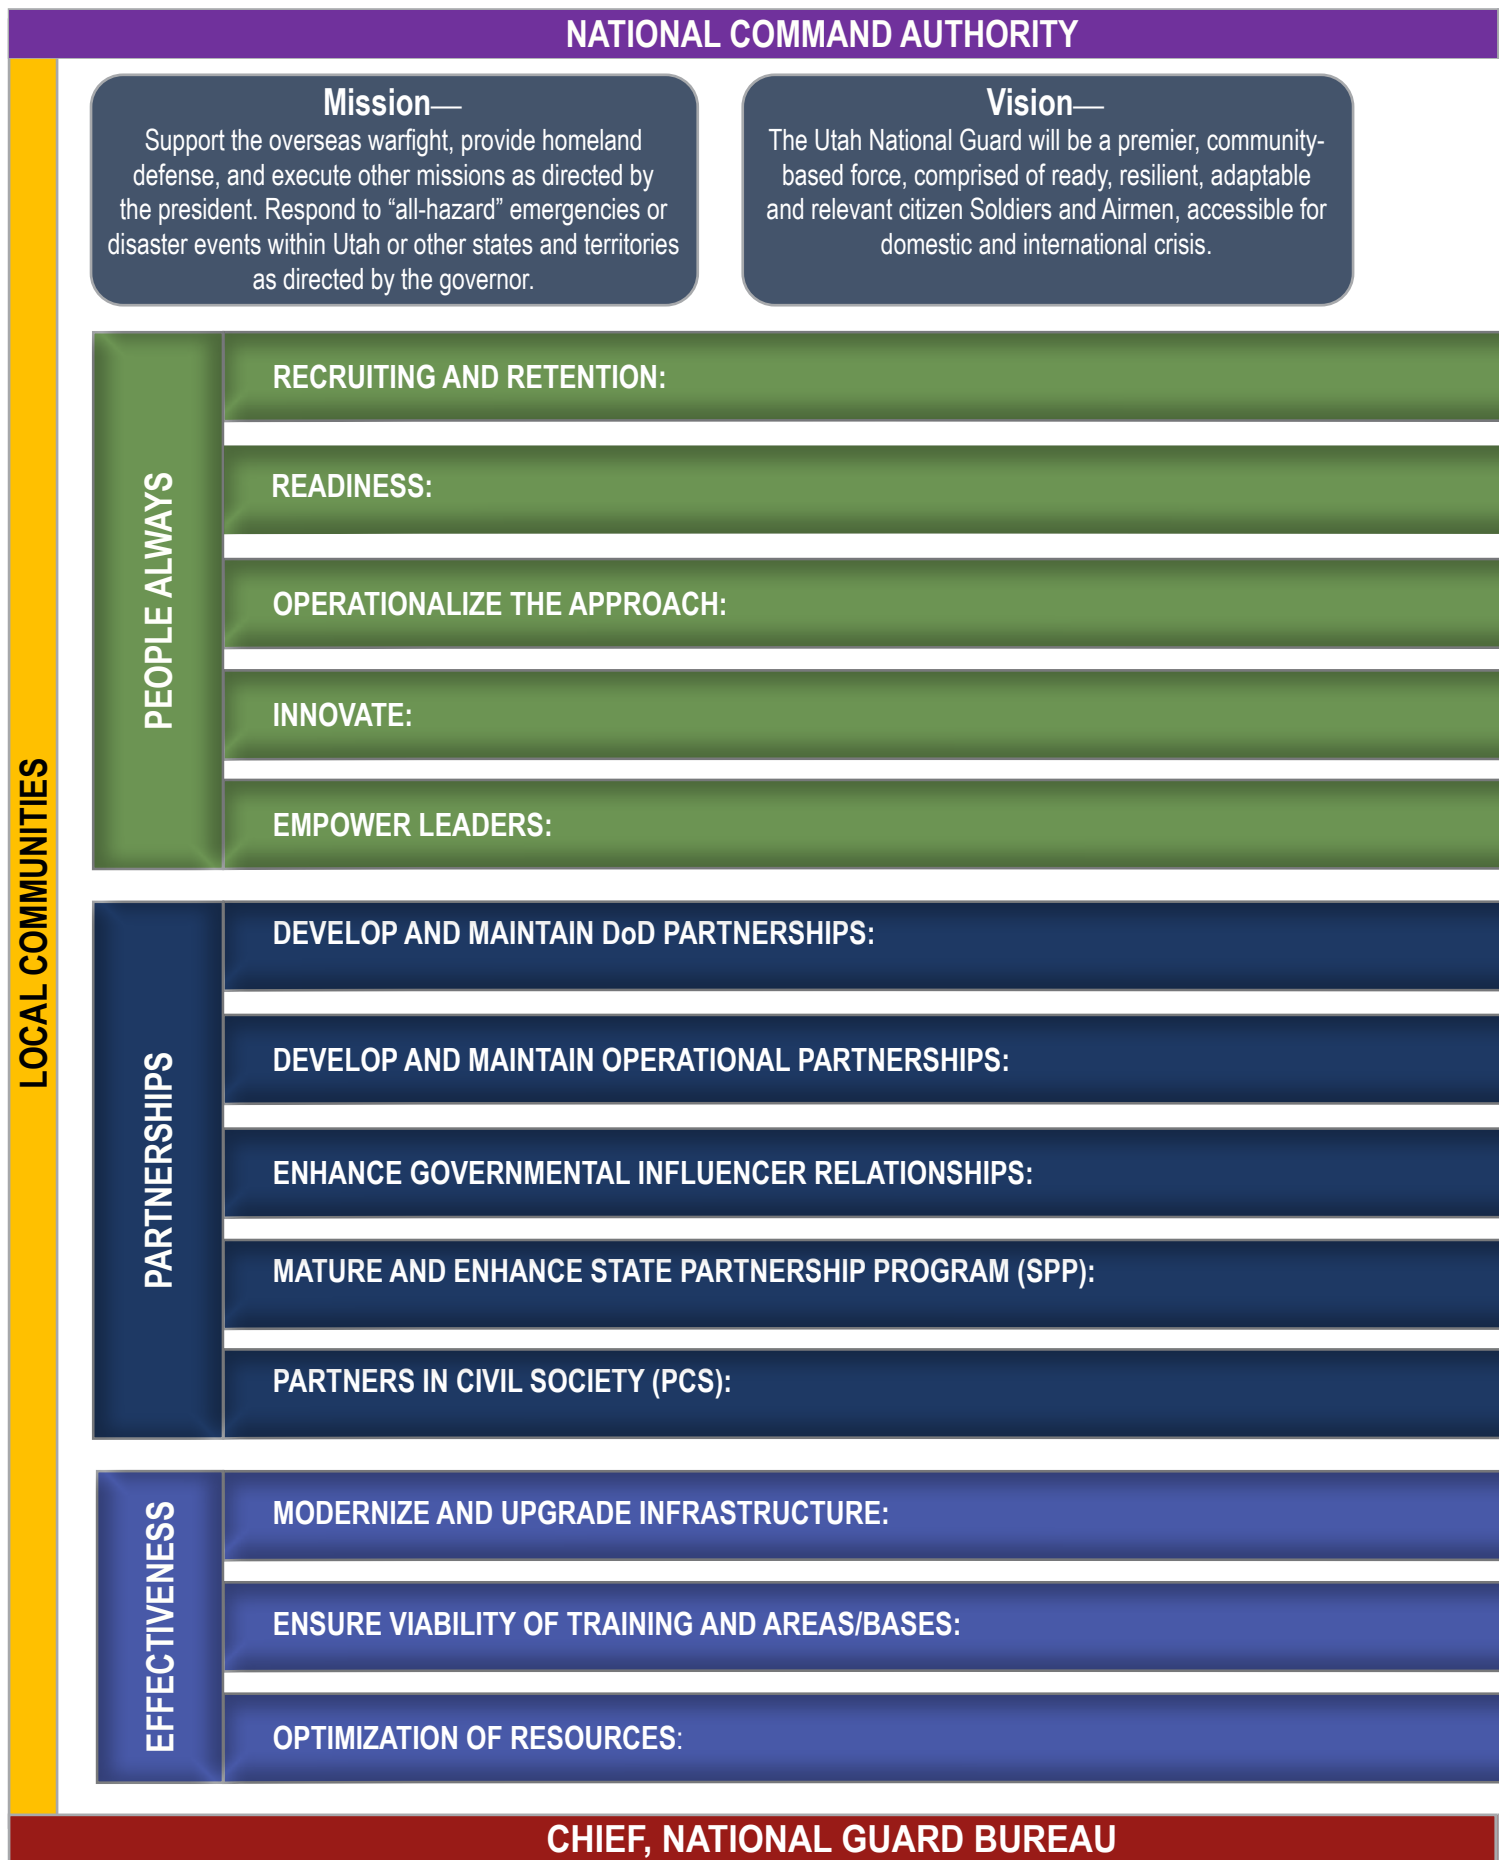 NATIONAL COMMAND AUTHORITY
LOCAL COMMUNITIES
Mission—
Support the overseas warfight, provide homeland
defense, and execute other missions as directed by
the president. Respond to “all-hazard” emergencies or
disaster events within Utah or other states and territories
as directed by the governor.
Vision—
The Utah National Guard will be a premier, community-
based force, comprised of ready, resilient, adaptable
and relevant citizen Soldiers and Airmen, accessible for
domestic and international crisis.
PEOPLE ALWAYS
RECRUITING AND RETENTION:
READINESS:
OPERATIONALIZE THE APPROACH:
INNOVATE:
EMPOWER LEADERS:
PARTNERSHIPS
DEVELOP AND MAINTAIN DoD PARTNERSHIPS:
DEVELOP AND MAINTAIN OPERATIONAL PARTNERSHIPS:
ENHANCE GOVERNMENTAL INFLUENCER RELATIONSHIPS:
MATURE AND ENHANCE STATE PARTNERSHIP PROGRAM (SPP):
PARTNERS IN CIVIL SOCIETY (PCS):
EFFECTIVENESS
MODERNIZE AND UPGRADE INFRASTRUCTURE:
ENSURE VIABILITY OF TRAINING AND AREAS/BASES:
OPTIMIZATION OF RESOURCES:
CHIEF, NATIONAL GUARD BUREAU